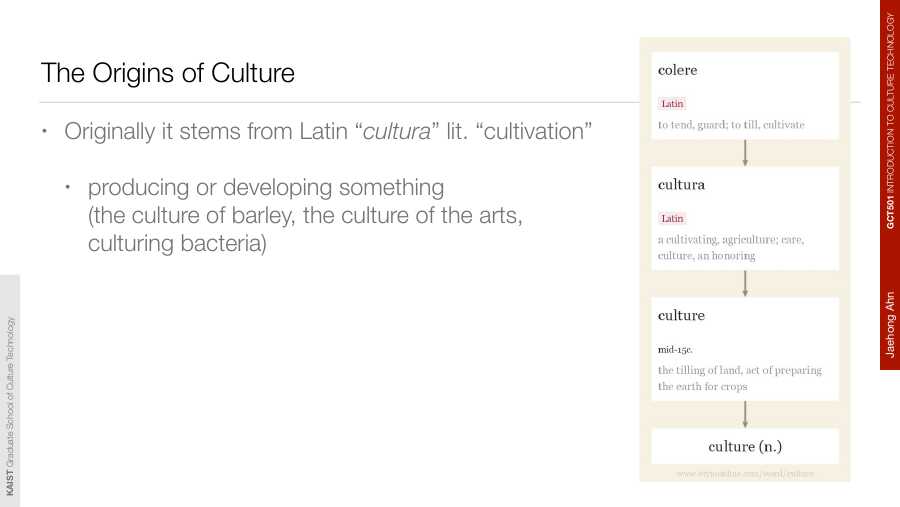 The Origins of Culture
• Originally it stems from Latin “cultura” lit. “cultivation”
• producing or developing something
(the culture of barley, the culture of the arts,
culturing bacteria)
colere
Latin
to tend, guard; to till, cultivate
cultura
Latin
a cultivating, agriculture; care,
culture, an honoring
culture
mid-15c.
the tilling of land, act of preparing
the earth for crops
culture (n.)
www.etymonline.com/word/culture
GCT501 INTRODUCTION TO CULTURE TECHNOLOGY
Jaehong Ahn
KAIST Graduate School of Culture Technology